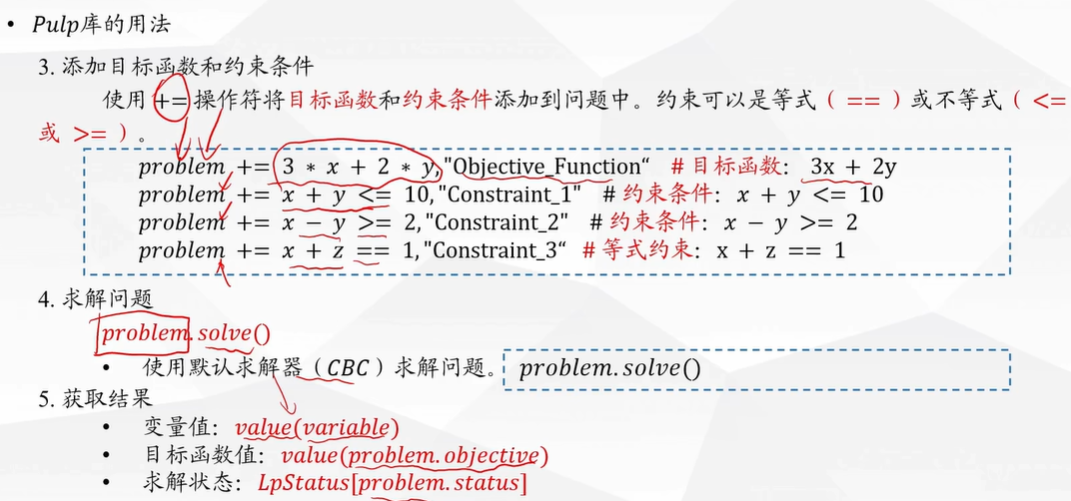 • Pulp库的用法
3. 添加目标函数和约束条件
使用 += 操作符将目标函数和约束条件添加到问题中。约束可以是等式（ == ）或不等式（ <=
或 >= ）。
problem += 3 * x + 2 * y,"Objective_Function“ #目标函数: 3x + 2y
problem += x + y <= 10,"Constraint_1" #约束条件: x + y <= 10
problem += x − y >= 2,"Constraint_2" #约束条件: x − y >= 2
problem += x + z == 1,"Constraint_3“ #等式约束: x + z == 1
4. 求解问题
problem.solve()
• 使用默认求解器（CBC）求解问题。 problem.solve()
5. 获取结果
• 变量值: value(variable)
• 目标函数值: value(problem.objective)
• 求解状态: LpStatus[problem.status]